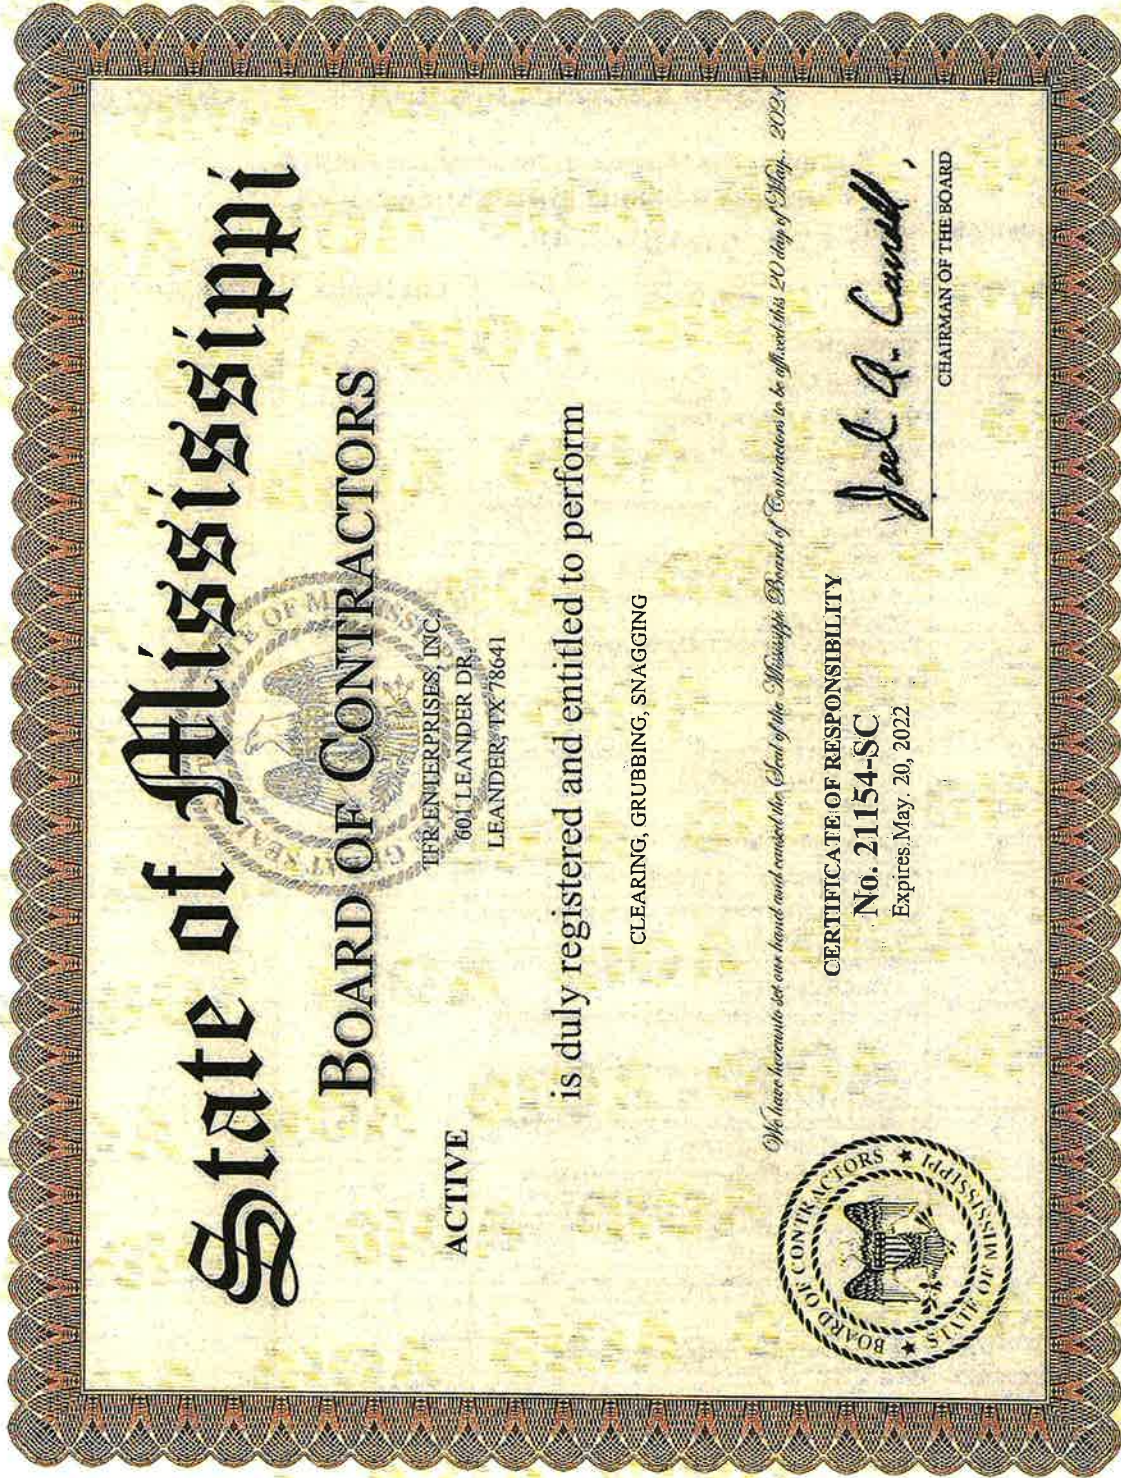 State of Mississippi
BOARD OF CONTRACTORS
ACTIVE
TFR ENTERPRISES, INC.
601 LEANDER DR.
LEANDER, TX 78641
is duly registered and entitled to perform
CLEARING, GRUBBING, SNAGGING
We have hereunto set our hand and caused the Seal of the Mississippi Board of Contractors to be affixed this 20 day of May, 2021
CERTIFICATE OF RESPONSIBILITY
No. 21154-SC
Expires May. 20, 2022
CHAIRMAN OF THE BOARD
BOARD OF CONTRACTORS
STATE OF MISSISSIPPI